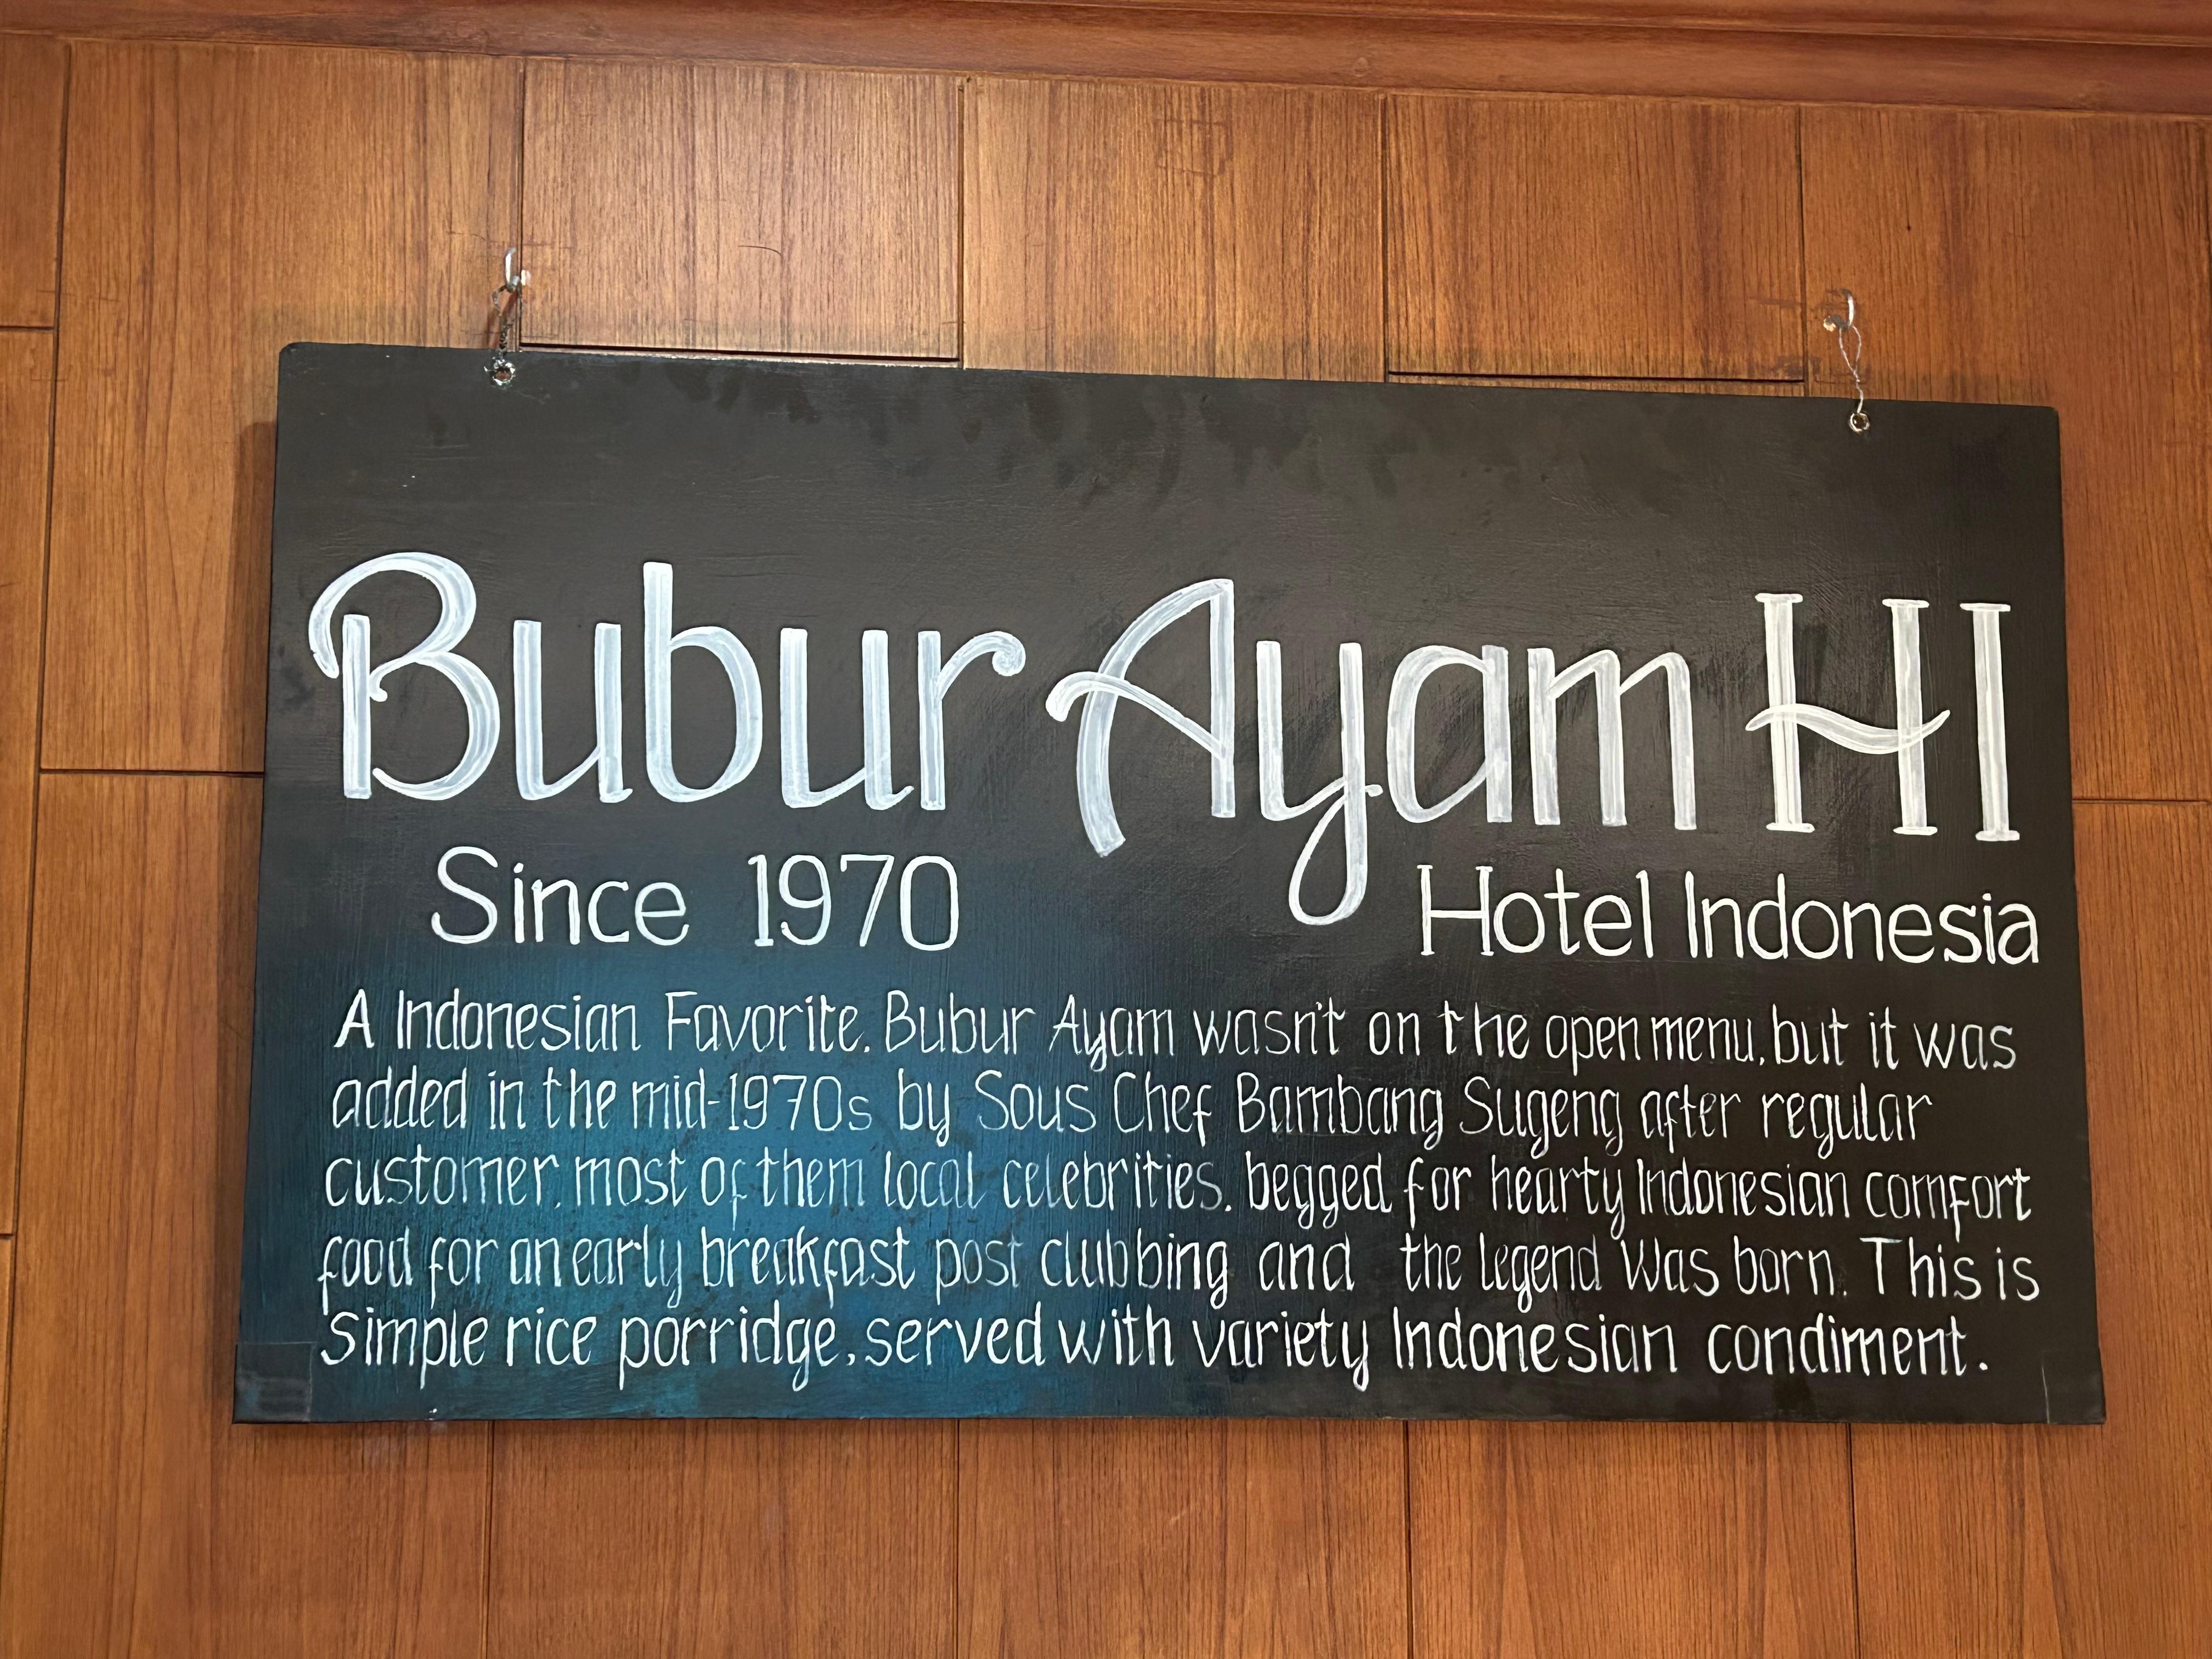 Bubur Ayam HI
Since 1970
Hotel Indonesia
A Indonesian Favorite. Bubur Ayam wasn't on the open menu, but it was
added in the mid-1970s by Sous Chef Bambang Sugeng after regular
customer, most of them local celebrities, begged for hearty Indonesian comfort
food for an early breakfast post clubbing and the legend Was born. This is
Simple rice porridge, served with variety Indonesian condiment.